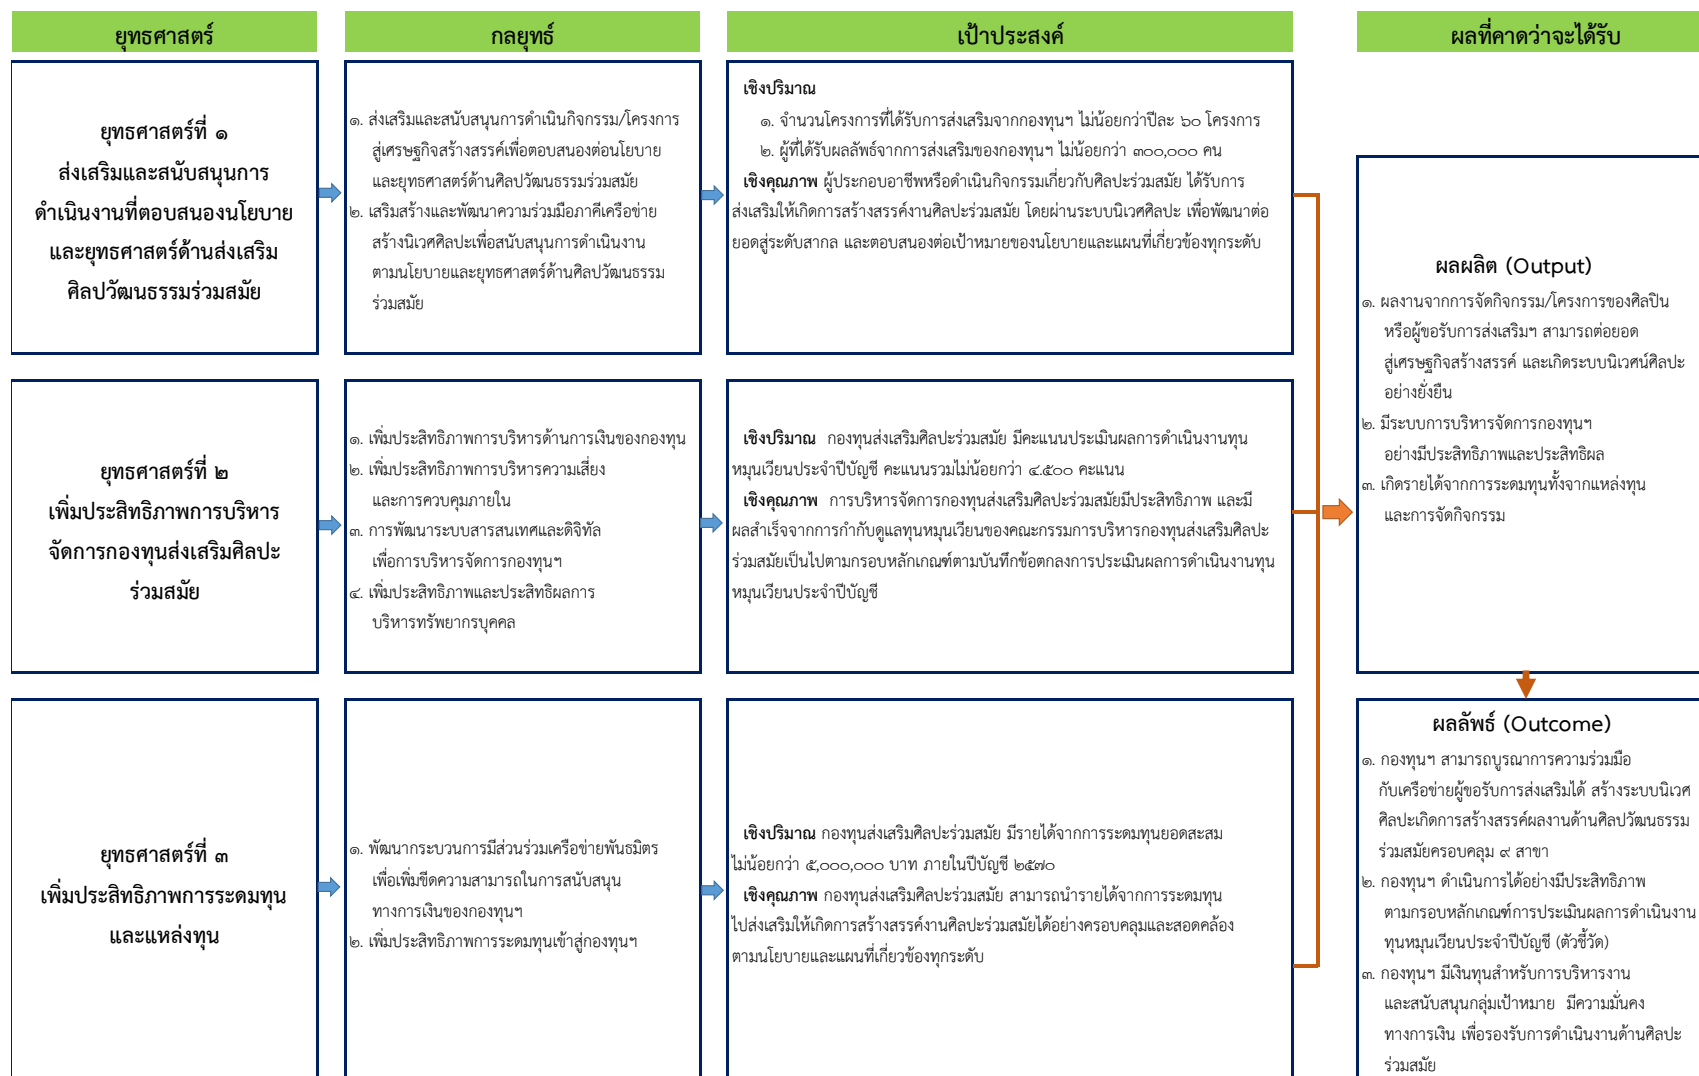 ยุทธศาสตร์
กลยุทธ์
เป้าประสงค์
ผลที่คาดว่าจะได้รับ
ยุทธศาสตร์ที่ ๑
ส่งเสริมและสนับสนุนการ
ดำเนินงานที่ตอบสนองนโยบาย
และยุทธศาสตร์ด้านส่งเสริม
ศิลปวัฒนธรรมร่วมสมัย
๑. ส่งเสริมและสนับสนุนการดำเนินกิจกรรม/โครงการ
สู่เศรษฐกิจสร้างสรรค์เพื่อตอบสนองต่อนโยบาย
และยุทธศาสตร์ด้านศิลปวัฒนธรรมร่วมสมัย
๒. เสริมสร้างและพัฒนาความร่วมมือภาคีเครือข่าย
สร้างนิเวศศิลปะเพื่อสนับสนุนการดำเนินงาน
ตามนโยบายและยุทธศาสตร์ด้านศิลปวัฒนธรรม
ร่วมสมัย
เชิงปริมาณ
๑. จำนวนโครงการที่ได้รับการส่งเสริมจากกองทุนฯ ไม่น้อยกว่าปีละ ๖๐ โครงการ
๒. ผู้ที่ได้รับผลลัพธ์จากการส่งเสริมของกองทุนฯ ไม่น้อยกว่า ๓๐๐,๐๐๐ คน
เชิงคุณภาพ ผู้ประกอบอาชีพหรือดำเนินกิจกรรมเกี่ยวกับศิลปะร่วมสมัย ได้รับการ
ส่งเสริมให้เกิดการสร้างสรรค์งานศิลปะร่วมสมัย โดยผ่านระบบนิเวศศิลปะ เพื่อพัฒนาต่อ
ยอดสู่ระดับสากล และตอบสนองต่อเป้าหมายของนโยบายและแผนที่เกี่ยวข้องทุกระดับ
ยุทธศาสตร์ที่ ๒
เพิ่มประสิทธิภาพการบริหาร
จัดการกองทุนส่งเสริมศิลปะ
ร่วมสมัย
๑. เพิ่มประสิทธิภาพการบริหารด้านการเงินของกองทุน
๒. เพิ่มประสิทธิภาพการบริหารความเสี่ยง
และการควบคุมภายใน
๓. การพัฒนาระบบสารสนเทศและดิจิทัล
เพื่อการบริหารจัดการกองทุนฯ
๔. เพิ่มประสิทธิภาพและประสิทธิผลการ
บริหารทรัพยากรบุคคล
เชิงปริมาณ กองทุนส่งเสริมศิลปะร่วมสมัย มีคะแนนประเมินผลการดำเนินงานทุน
หมุนเวียนประจำปีบัญชี คะแนนรวมไม่น้อยกว่า ๔.๕๐๐ คะแนน
เชิงคุณภาพ การบริหารจัดการกองทุนส่งเสริมศิลปะร่วมสมัยมีประสิทธิภาพ และมี
ผลสำเร็จจากการกำกับดูแลทุนหมุนเวียนของคณะกรรมการบริหารกองทุนส่งเสริมศิลปะ
ร่วมสมัยเป็นไปตามกรอบหลักเกณฑ์ตามบันทึกข้อตกลงการประเมินผลการดำเนินงานทุน
หมุนเวียนประจำปีบัญชี
ยุทธศาสตร์ที่ ๓
เพิ่มประสิทธิภาพการระดมทุน
และแหล่งทุน
๑. พัฒนากระบวนการมีส่วนร่วมเครือข่ายพันธมิตร
เพื่อเพิ่มขีดความสามารถในการสนับสนุน
ทางการเงินของกองทุนฯ
๒. เพิ่มประสิทธิภาพการระดมทุนเข้าสู่กองทุนฯ
เชิงปริมาณ กองทุนส่งเสริมศิลปะร่วมสมัย มีรายได้จากการระดมทุนยอดสะสม
ไม่น้อยกว่า ๕,๐๐๐,๐๐๐ บาท ภายในปีบัญชี ๒๕๗๐
เชิงคุณภาพ กองทุนส่งเสริมศิลปะร่วมสมัย สามารถนำรายได้จากการระดมทุน
ไปส่งเสริมให้เกิดการสร้างสรรค์งานศิลปะร่วมสมัยได้อย่างครอบคลุมและสอดคล้อง
ตามนโยบายและแผนที่เกี่ยวข้องทุกระดับ
ผลผลิต (Output)
๑. ผลงานจากการจัดกิจกรรม/โครงการของศิลปิน
หรือผู้ขอรับการส่งเสริมฯ สามารถต่อยอด
สู่เศรษฐกิจสร้างสรรค์ และเกิดระบบนิเวศน์ศิลปะ
อย่างยั่งยืน
๒. มีระบบการบริหารจัดการกองทุนฯ
อย่างมีประสิทธิภาพและประสิทธิผล
๓. เกิดรายได้จากการระดมทุนทั้งจากแหล่งทุน
และการจัดกิจกรรม
ผลลัพธ์ (Outcome)
๑. กองทุนฯ สามารถบูรณาการความร่วมมือ
กับเครือข่ายผู้ขอรับการส่งเสริมได้ สร้างระบบนิเวศ
ศิลปะเกิดการสร้างสรรค์ผลงานด้านศิลปวัฒนธรรม
ร่วมสมัยครอบคลุม ๙ สาขา
๒. กองทุนฯ ดำเนินการได้อย่างมีประสิทธิภาพ
ตามกรอบหลักเกณฑ์การประเมินผลการดำเนินงาน
ทุนหมุนเวียนประจำปีบัญชี (ตัวชี้วัด)
๓. กองทุนฯ มีเงินทุนสำหรับการบริหารงาน
และสนับสนุนกลุ่มเป้าหมาย มีความมั่นคง
ทางการเงิน เพื่อรองรับการดำเนินงานด้านศิลปะ
ร่วมสมัย